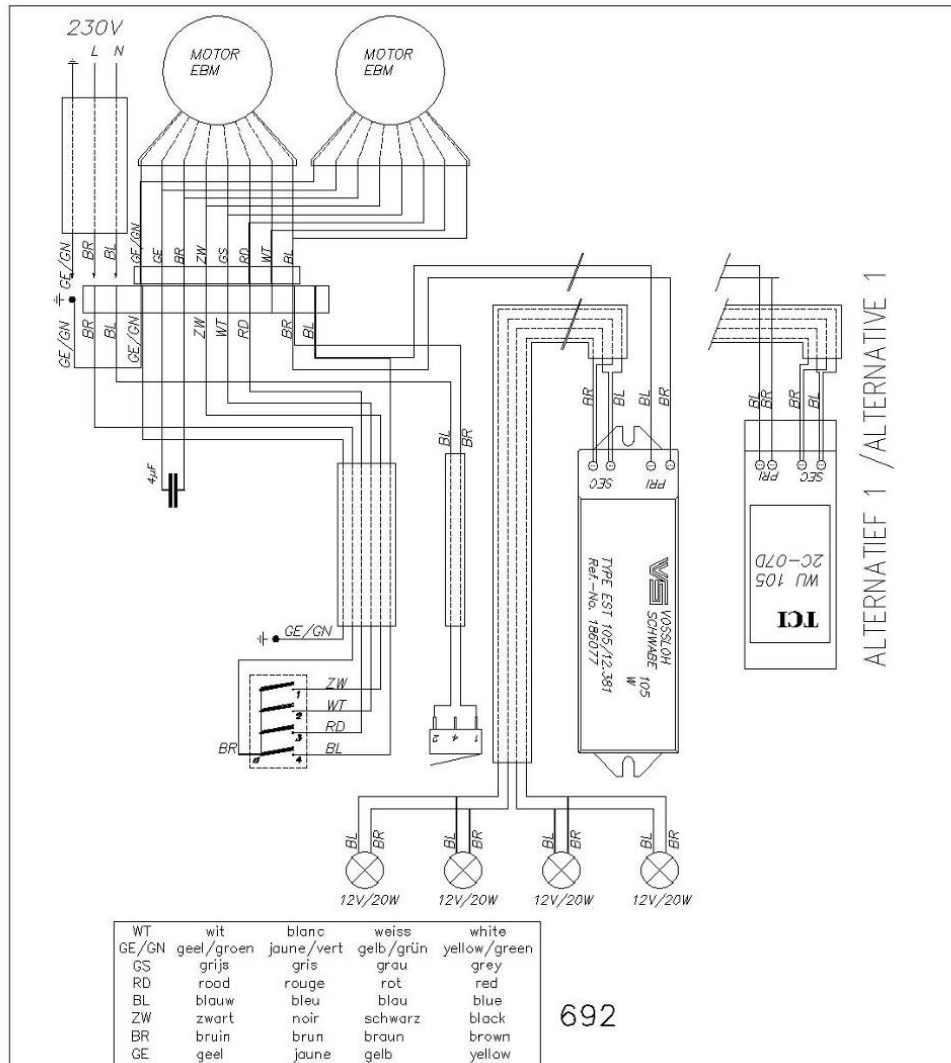 230V
L N
MOTOR
EBM
MOTOR
EBM
GE/GN
BR
BL
GE/GN
GE
BR
ZW
GS
RD
WT
BL
GE/GN
BR
BL
GE/GN
ZW
WT
RD
BR
BL
4µF
BL
BR
BR
BL
BL
BR
SEC
PRI
VS
VOSSLOH
SCHWABE 105
W
TYPE EST 105/12.381
Ref.-No. 186077
BL
BR
BR
BL
PRI
SEC
WU 105
2C-07D
TCI
ALTERNATIEF 1 /ALTERNATIVE 1
GE/GN
ZW
1
WT
2
RD
3
BR
BL
4
2 4 1
BL
BR
BL
BR
BL
BR
BL
BR
12V/20W
12V/20W
12V/20W
12V/20W
WT wit blanc weiss white
GE/GN geel/groen jaune/vert gelb/grün yellow/green
GS grijs gris grau grey
RD rood rouge rot red
BL blauw bleu blau blue
ZW zwart noir schwarz black
BR bruin brun braun brown
GE geel jaune gelb yellow
692